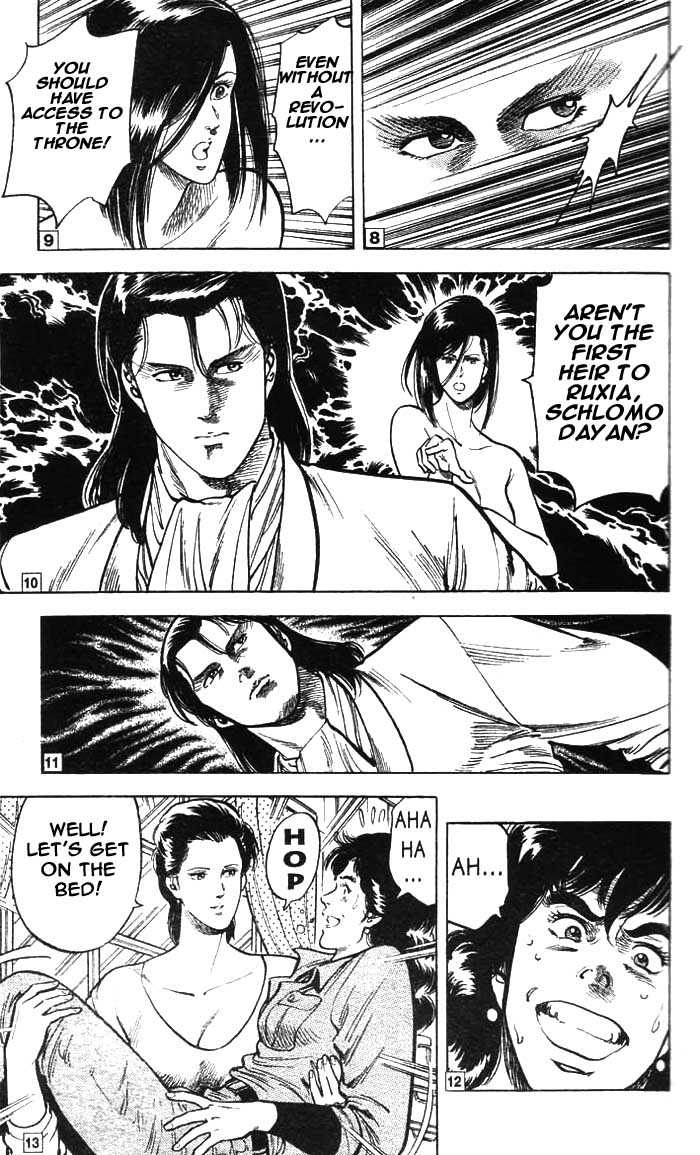 8
EVEN
WITHOUT
A
REVO-
LUTION
...
YOU
SHOULD
HAVE
ACCESS TO
THE
THRONE!
9
AREN'T
YOU THE
FIRST
HEIR TO
RUXIA,
SCHLOMO
DAYAN?
10
11
AH...
12
AHA
HA
...
HOP
WELL!
LET'S GET
ON THE
BED!
13